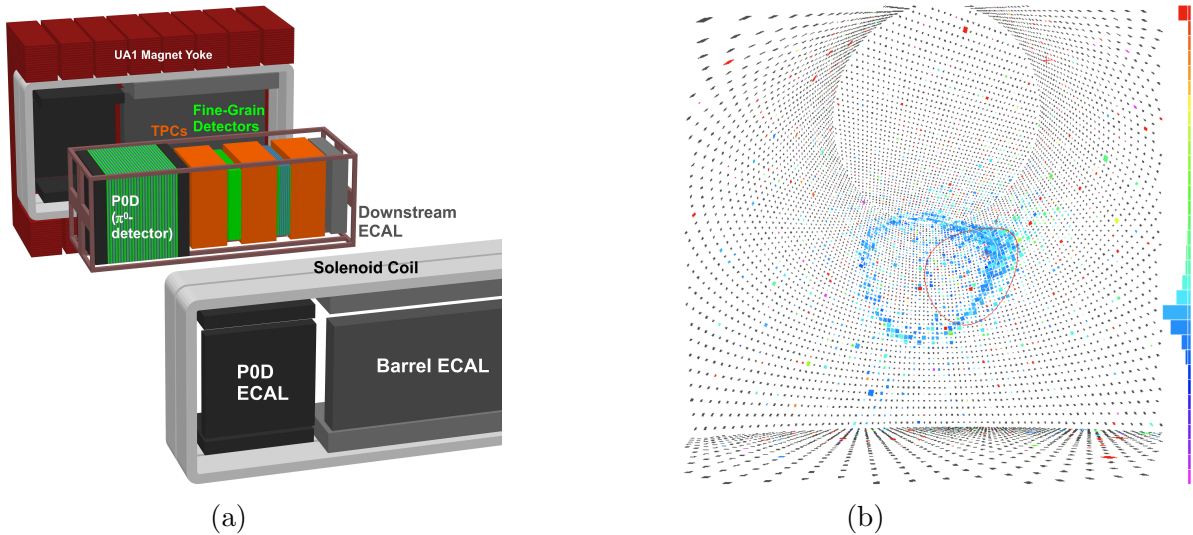 UA1 Magnet Yoke
Fine-Grain
Detectors
TPCs
P0D
(π⁰-
detector)
Downstream
ECAL
Solenoid Coil
P0D
ECAL
Barrel ECAL
(a)
(b)